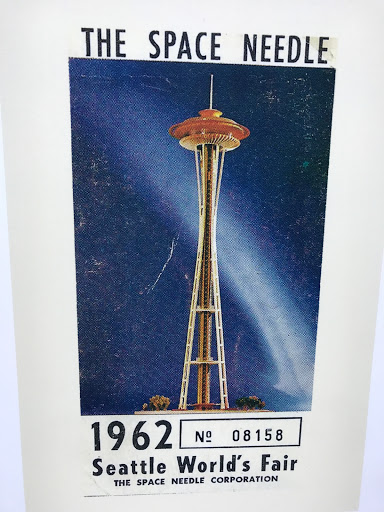 THE SPACE NEEDLE
1962 Nº 08158
Seattle World's Fair
THE SPACE NEEDLE CORPORATION